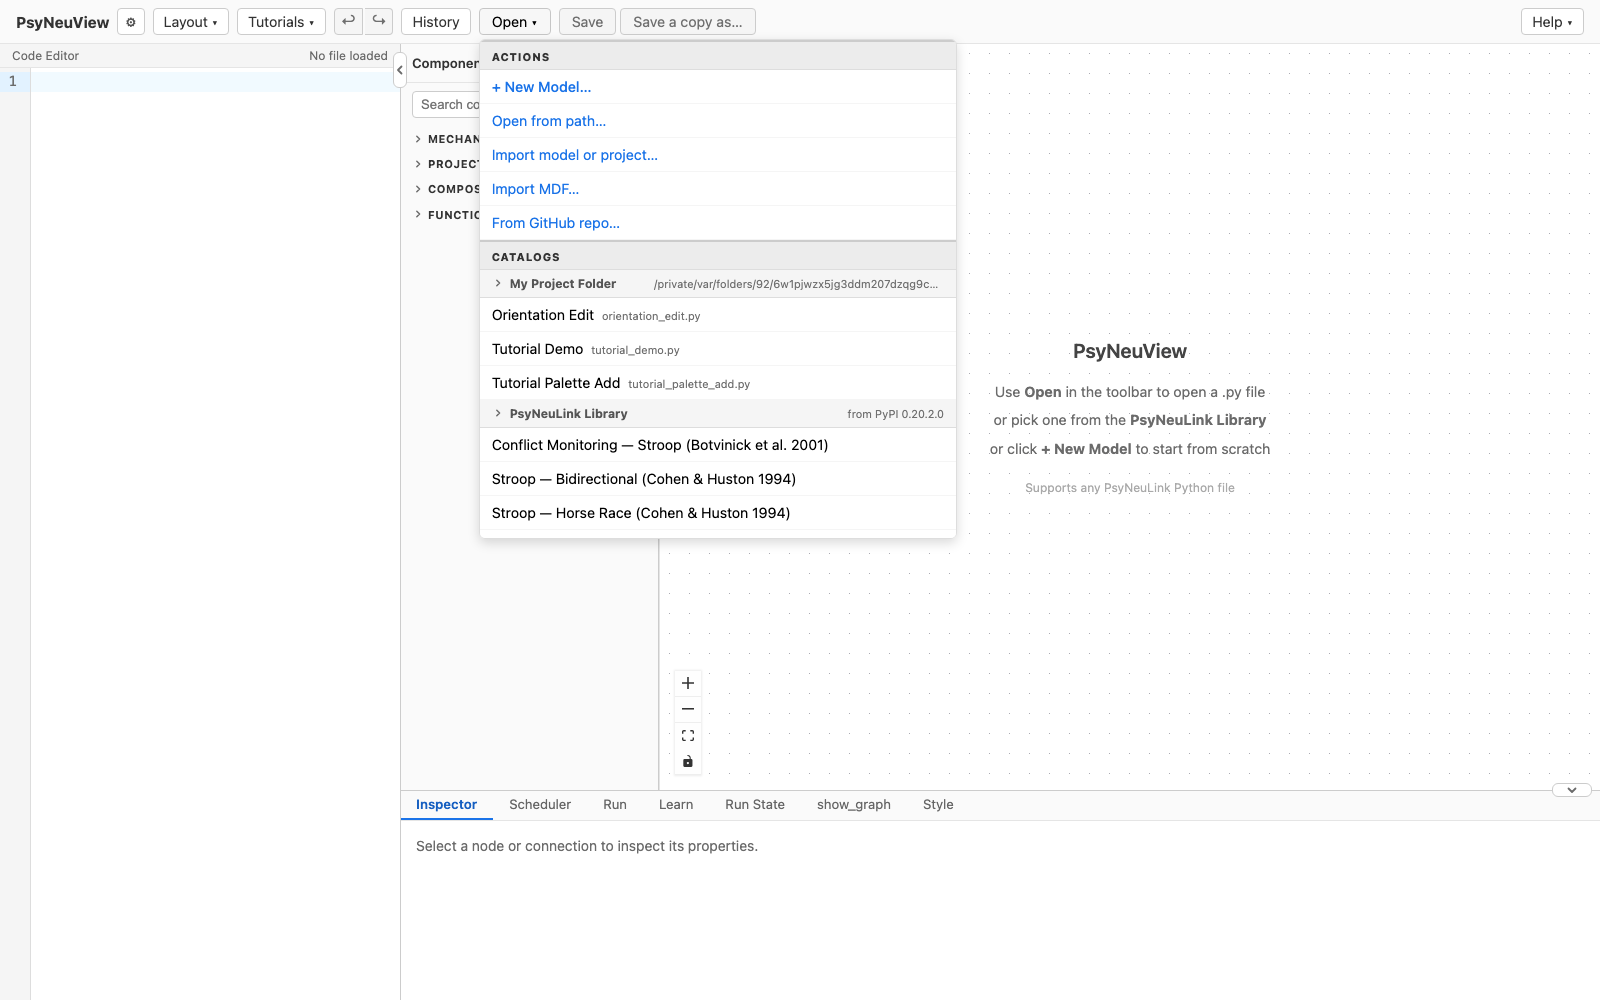 PsyNeuView ⚙ Layout ▾ Tutorials ▾ ↩ ↪ History Open ▾ Save Save a copy as... Help ▾
Code Editor No file loaded
1
Componen
Search co
MECHAN
PROJECT
COMPOS
FUNCTIO
ACTIONS
+ New Model...
Open from path...
Import model or project...
Import MDF...
From GitHub repo...
CATALOGS
My Project Folder /private/var/folders/92/6w1pjwzx5jg3ddm207dzqg9c...
Orientation Edit orientation_edit.py
Tutorial Demo tutorial_demo.py
Tutorial Palette Add tutorial_palette_add.py
PsyNeuLink Library from PyPI 0.20.2.0
Conflict Monitoring — Stroop (Botvinick et al. 2001)
Stroop — Bidirectional (Cohen & Huston 1994)
Stroop — Horse Race (Cohen & Huston 1994)
PsyNeuView
Use Open in the toolbar to open a .py file
or pick one from the PsyNeuLink Library
or click + New Model to start from scratch
Supports any PsyNeuLink Python file
Inspector Scheduler Run Learn Run State show_graph Style
Select a node or connection to inspect its properties.